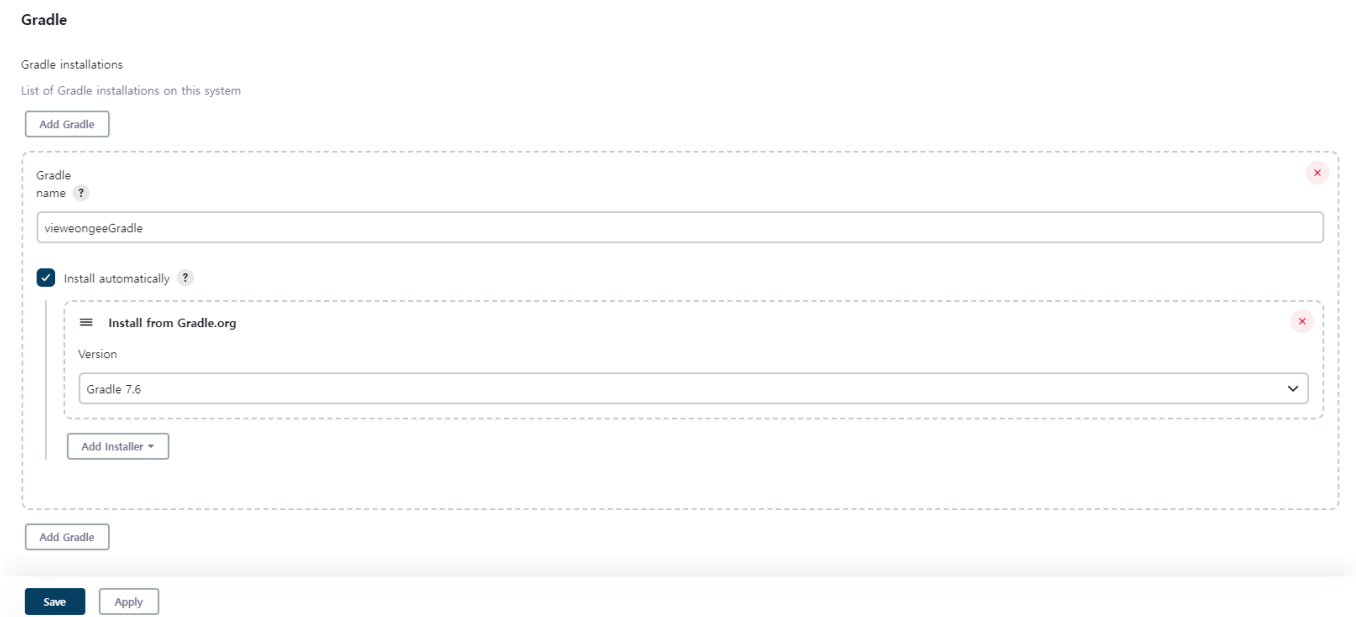 Gradle
Gradle installations
List of Gradle installations on this system
Add Gradle
Gradle
name ?
vieweongeeGradle
Install automatically ?
Install from Gradle.org
Version
Gradle 7.6
Add Installer
Add Gradle
Save Apply